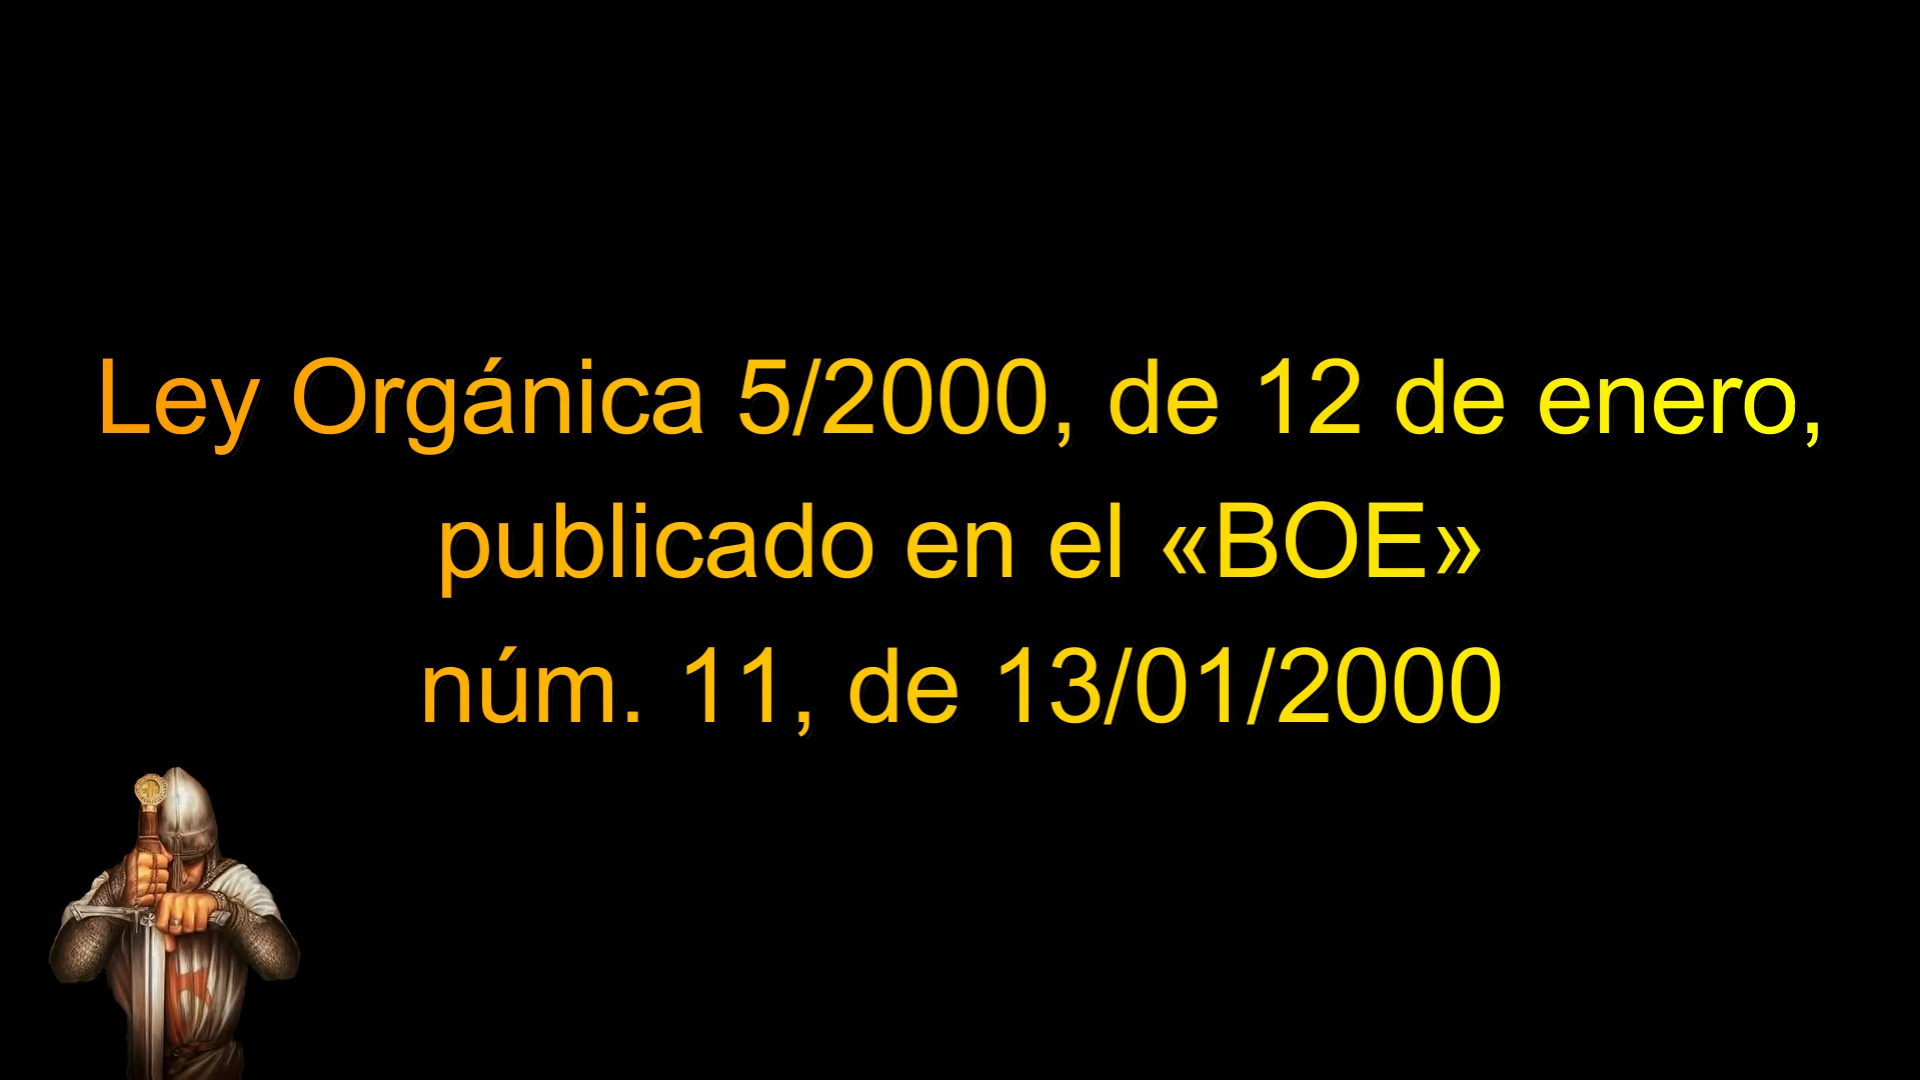 Ley Orgánica 5/2000, de 12 de enero,
publicado en el «BOE»
núm. 11, de 13/01/2000